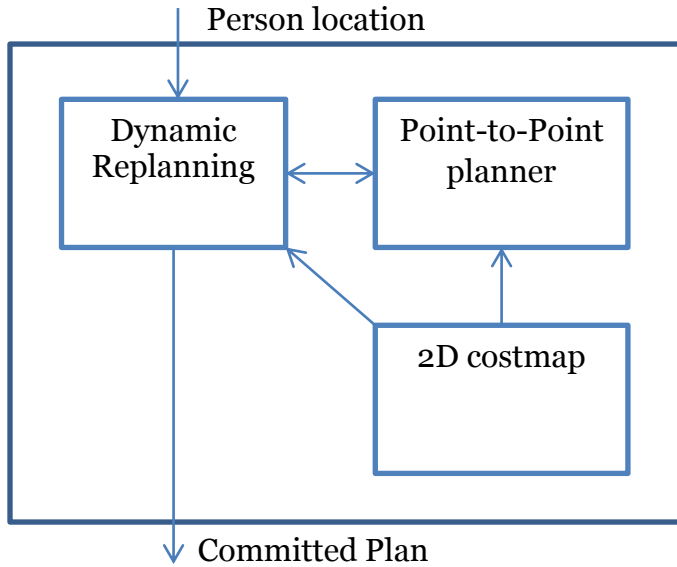 Person location
Dynamic
Replanning
Point-to-Point
planner
2D costmap
Committed Plan